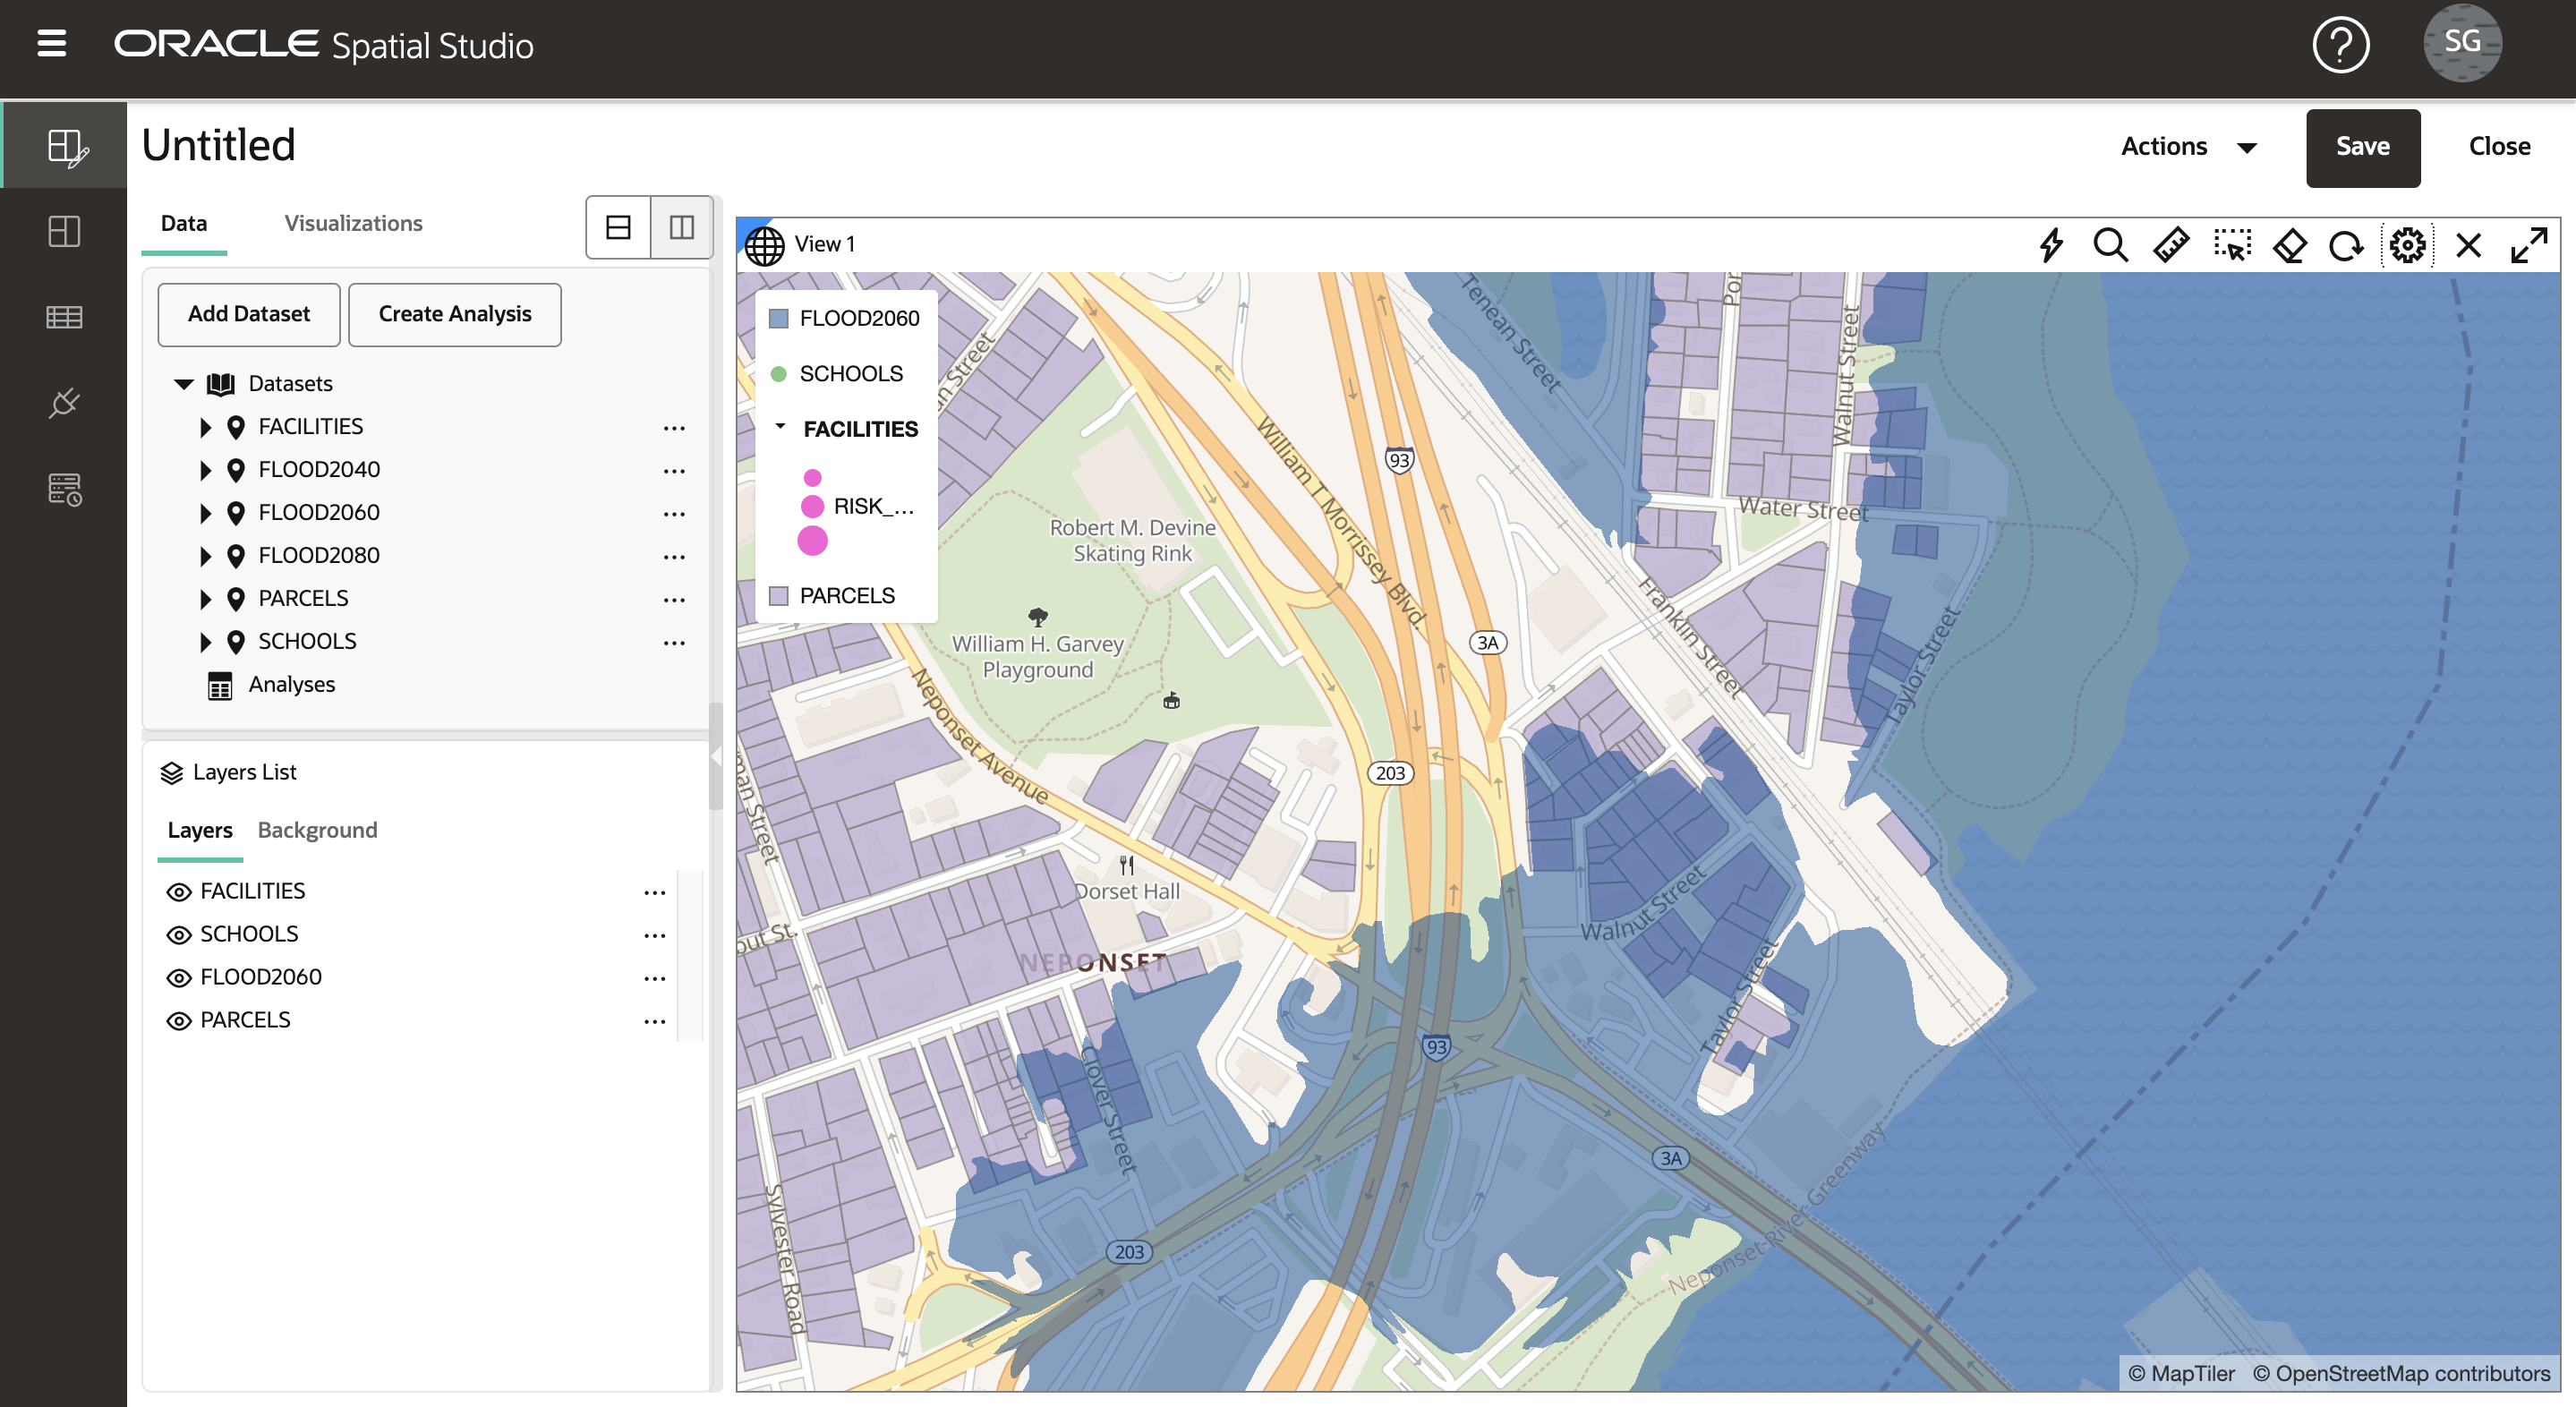 ORACLE Spatial Studio
SG
Untitled
Actions
Save
Close
Data
Visualizations
Add Dataset
Create Analysis
Datasets
FACILITIES
FLOOD2040
FLOOD2060
FLOOD2080
PARCELS
SCHOOLS
Analyses
Layers List
Layers
Background
FACILITIES
SCHOOLS
FLOOD2060
PARCELS
View 1
FLOOD2060
SCHOOLS
FACILITIES
RISK_...
PARCELS
Tenean Street
Walnut Street
William T Morrissey Blvd.
93
Water Street
Robert M. Devine
Skating Rink
William H. Garvey
Playground
3A
Franklin Street
Taylor Street
Neponset Avenue
203
Dorset Hall
Walnut Street
NEPONSET
Taylor Street
93
Clover Street
3A
203
Sylvester Road
Neponset River Greenway
© MapTiler © OpenStreetMap contributors